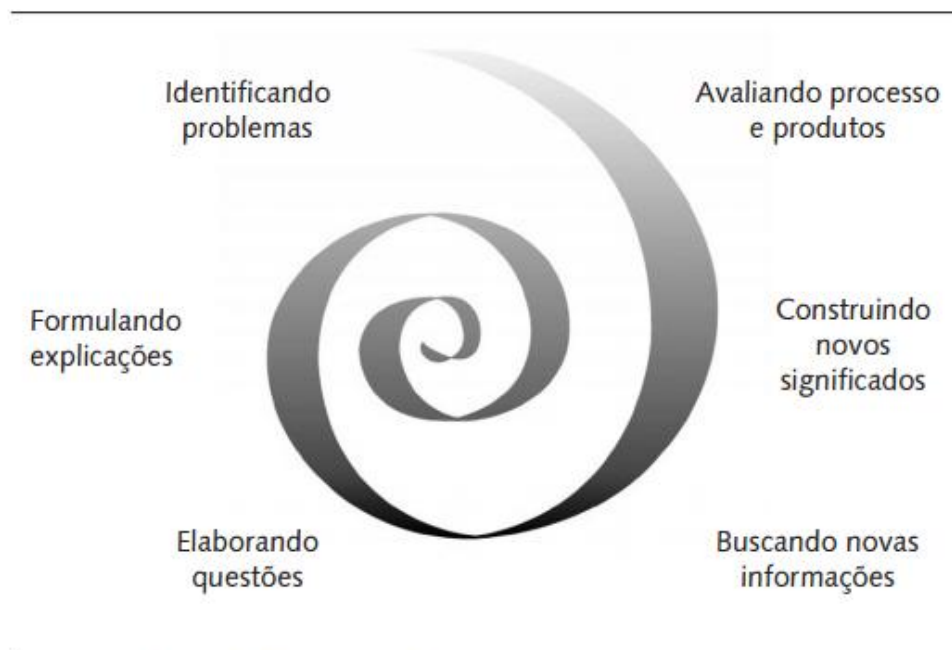 Identificando
problemas
Avaliando processo
e produtos
Formulando
explicações
Construindo
novos
significados
Elaborando
questões
Buscando novas
informações